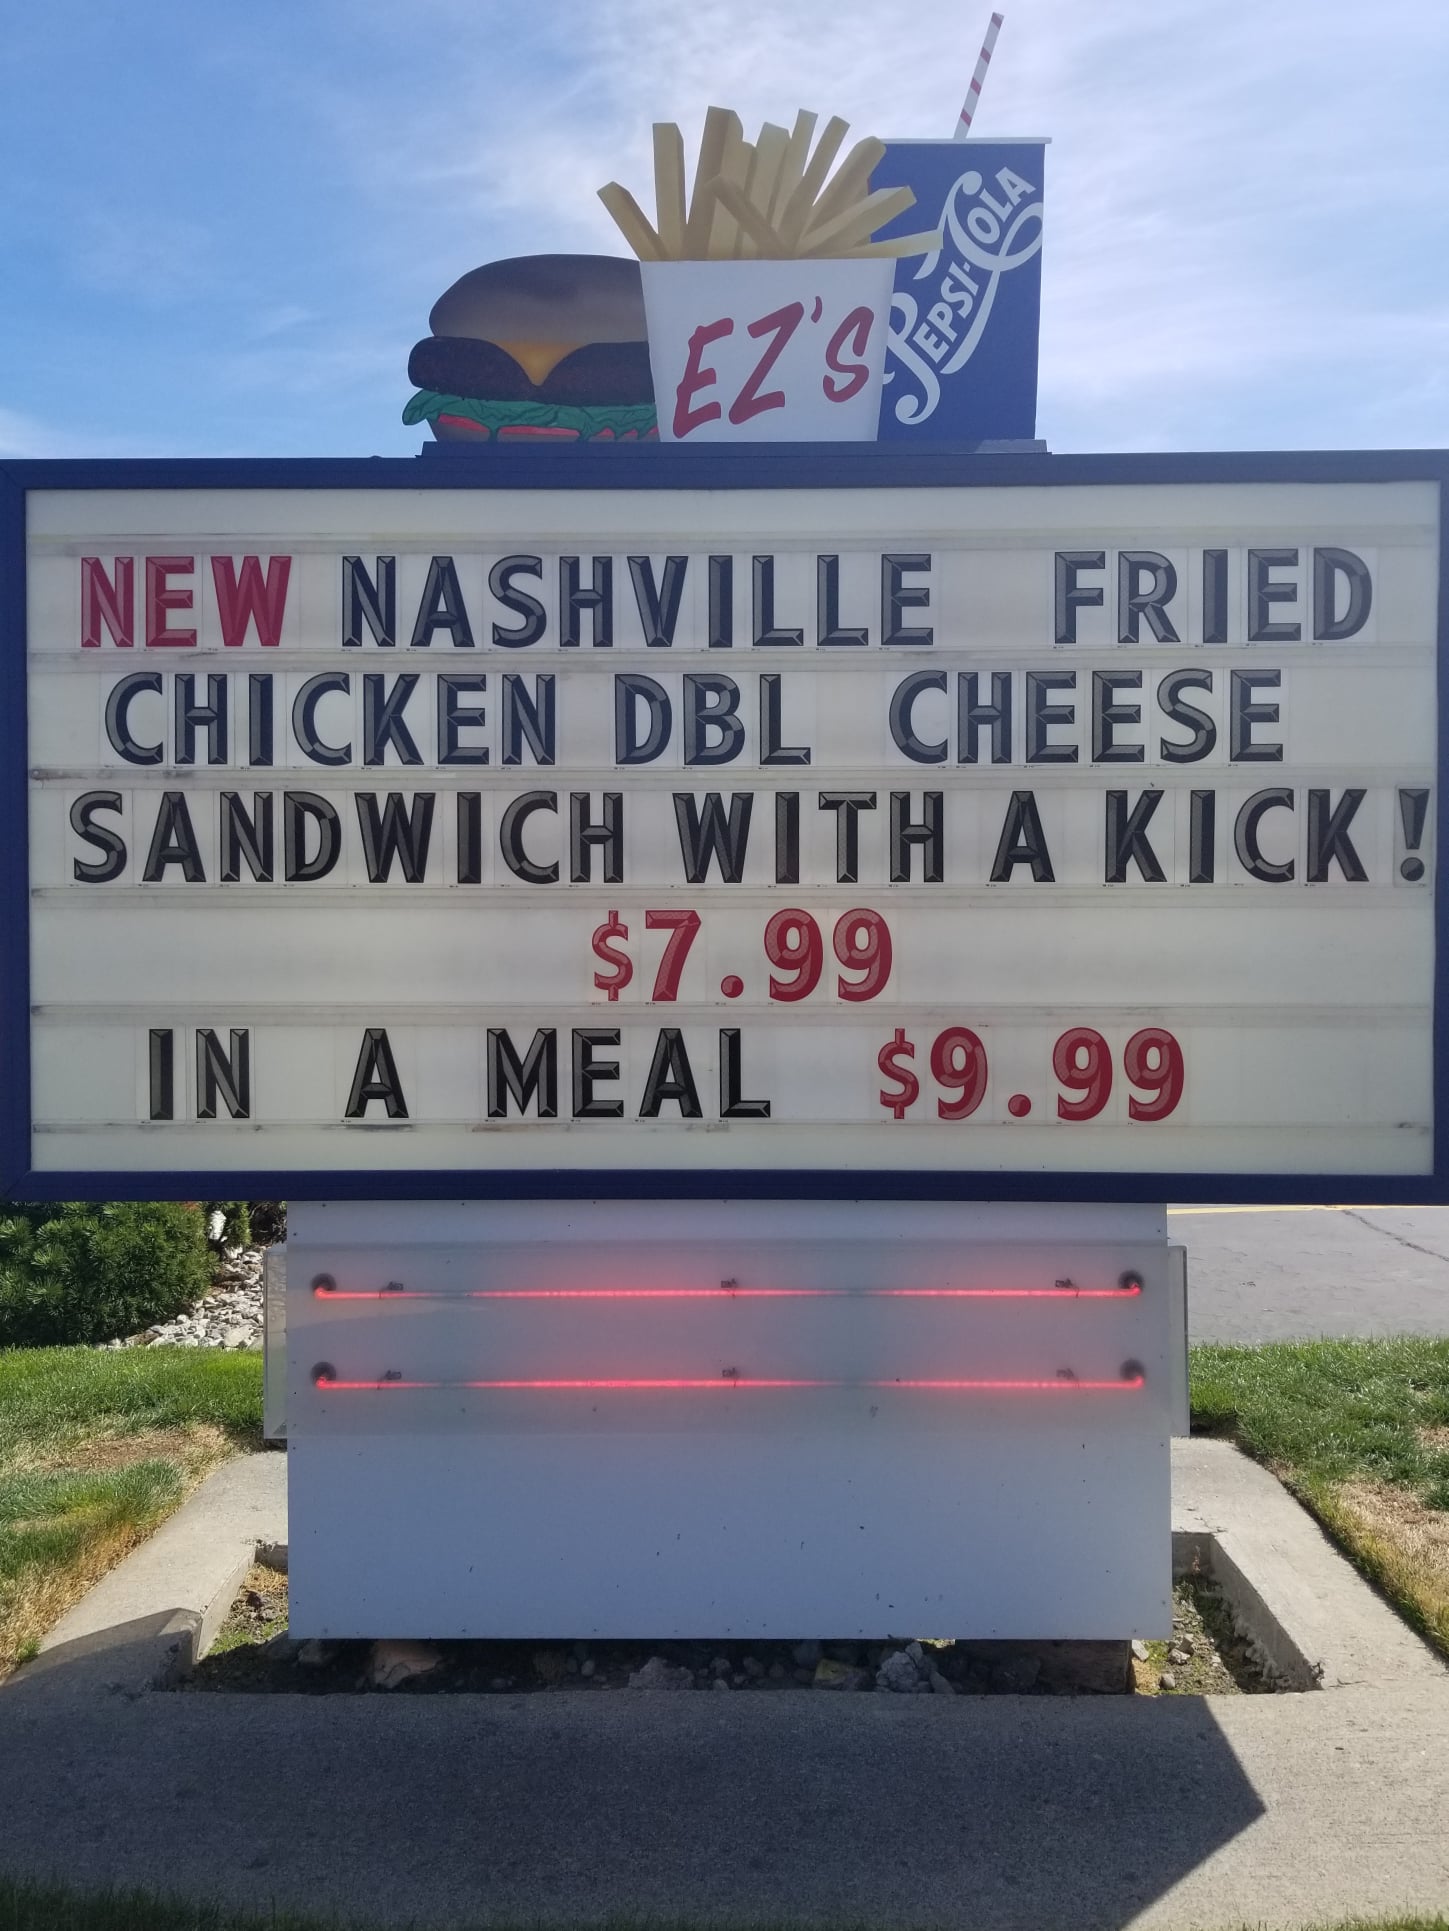 PEPSI-COLA
EZ'S
NEW NASHVILLE FRIED
CHICKEN DBL CHEESE
SANDWICH WITH A KICK!
$7.99
IN A MEAL $9.99